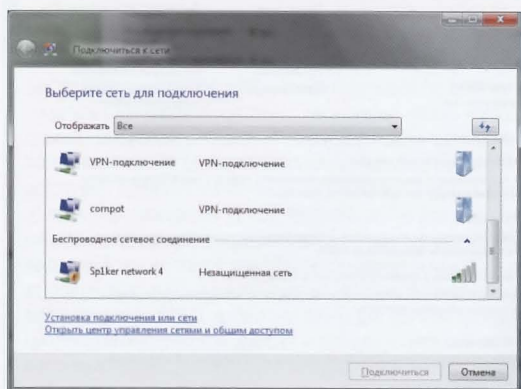 Подключиться к сети
Выберите сеть для подключения
Отображать Все
VPN-подключение VPN-подключение
compot VPN-подключение
Беспроводное сетевое соединение
Sp1ker network 4 Незащищенная сеть
Установка подключения или сети
Открыть центр управления сетями и общим доступом
Подключиться Отмена